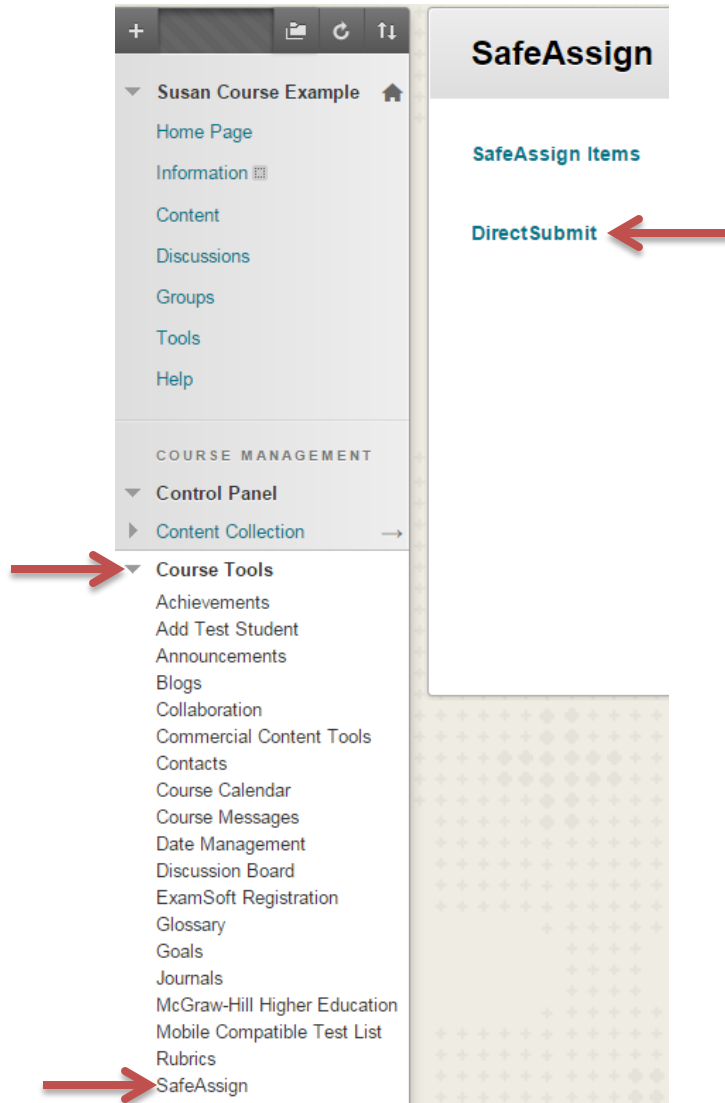 Susan Course Example
Home Page
Information
Content
Discussions
Groups
Tools
Help
COURSE MANAGEMENT
Control Panel
Content Collection
Course Tools
Achievements
Add Test Student
Announcements
Blogs
Collaboration
Commercial Content Tools
Contacts
Course Calendar
Course Messages
Date Management
Discussion Board
ExamSoft Registration
Glossary
Goals
Journals
McGraw-Hill Higher Education
Mobile Compatible Test List
Rubrics
SafeAssign
SafeAssign
SafeAssign Items
DirectSubmit